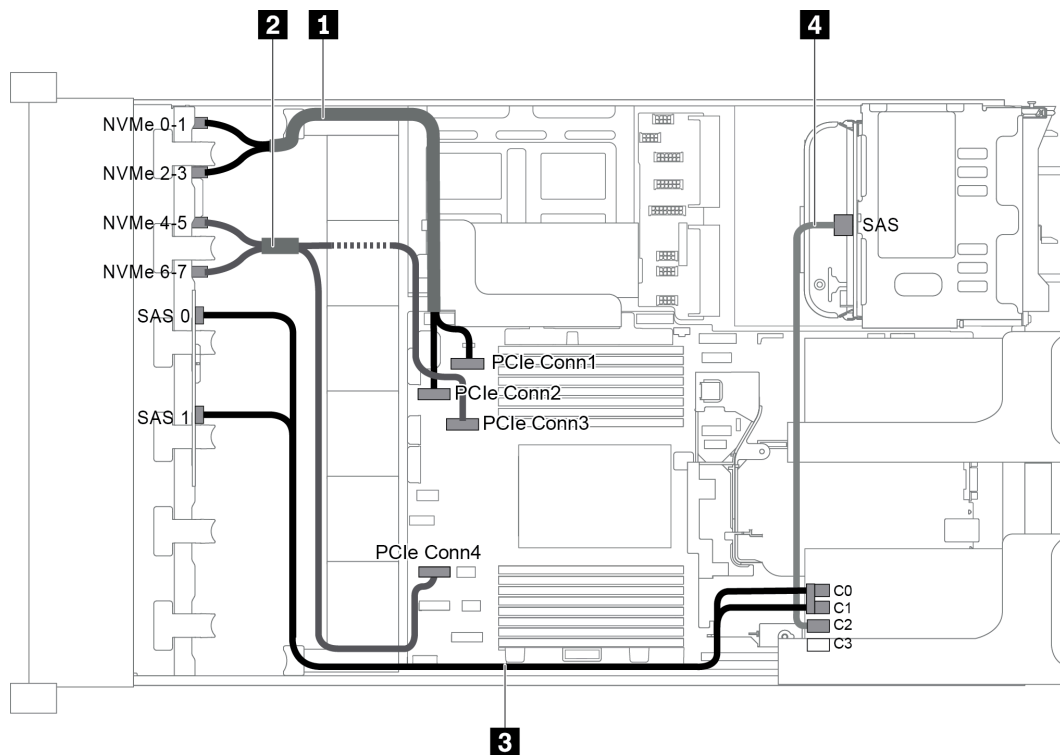 2
1
4
NVMe 0-1
NVMe 2-3
NVMe 4-5
SAS
NVMe 6-7
SAS 0
PCIe Conn1
PCIe Conn2
SAS 1
PCIe Conn3
PCIe Conn4
C0
C1
C2
C3
3